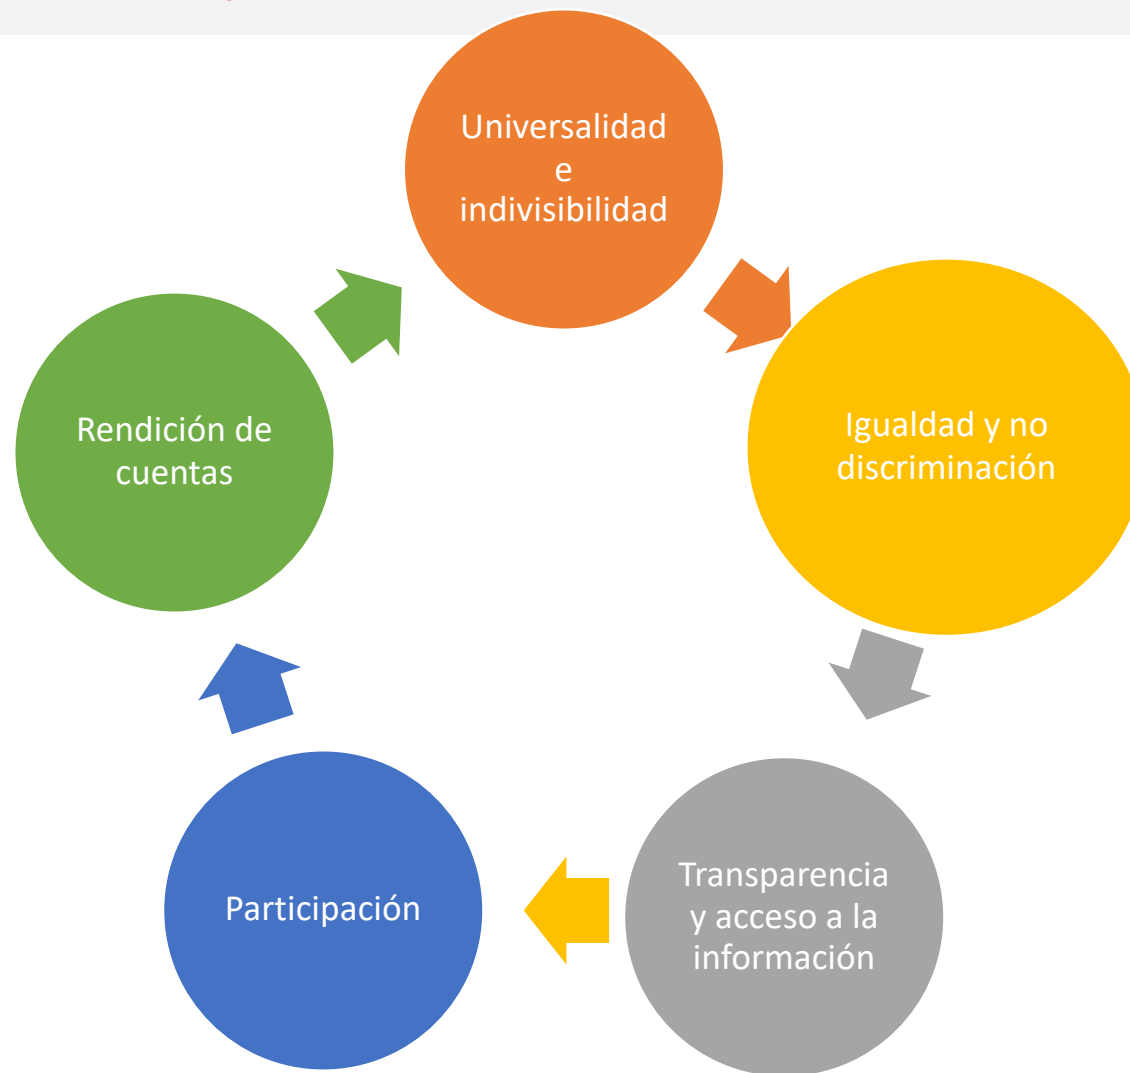 Universalidad
e
indivisibilidad
Igualdad y no
discriminación
Transparencia
y acceso a la
información
Participación
Rendición de
cuentas